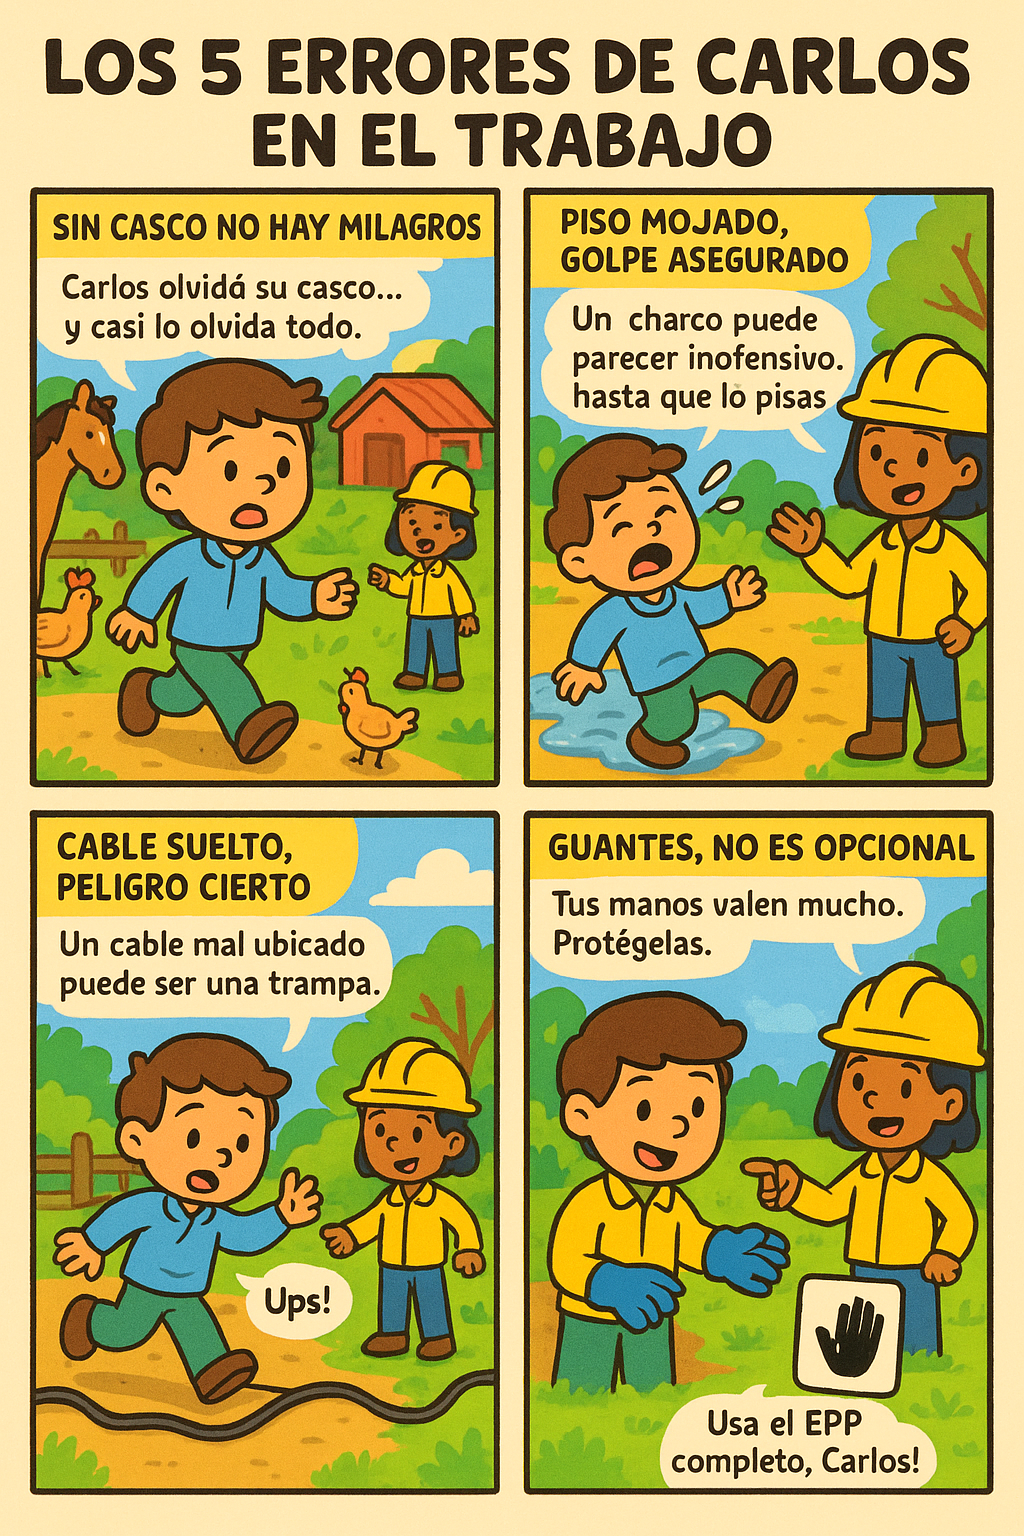 LOS 5 ERRORES DE CARLOS
EN EL TRABAJO
SIN CASCO NO HAY MILAGROS
Carlos olvidá su casco...
y casi lo olvida todo.
PISO MOJADO,
GOLPE ASEGURADO
Un charco puede
parecer inofensivo.
hasta que lo pisas
CABLE SUELTO,
PELIGRO CIERTO
Un cable mal ubicado
puede ser una trampa.
Ups!
GUANTES, NO ES OPCIONAL
Tus manos valen mucho.
Protégelas.
Usa el EPP
completo, Carlos!